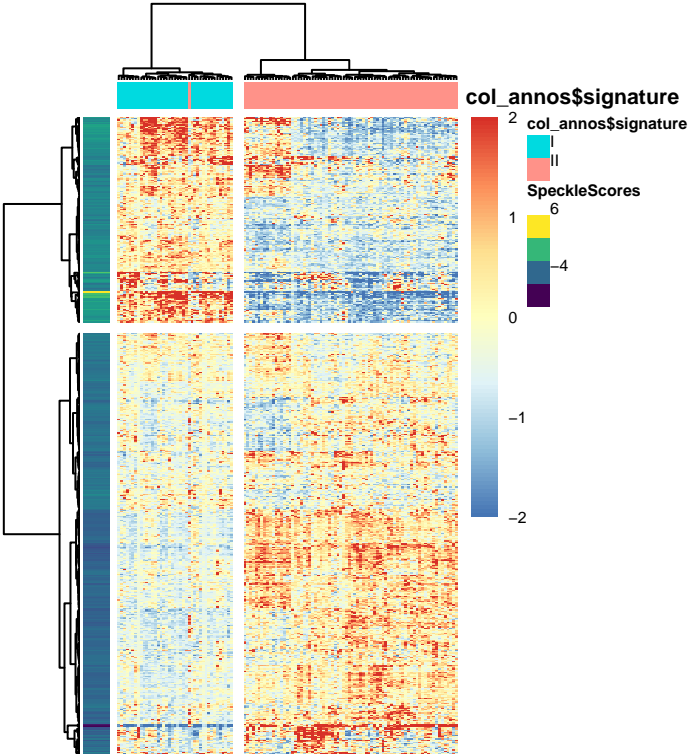 col_annos$signature
2
1
0
−1
−2
col_annos$signature
I
II
SpeckleScores
6
−4